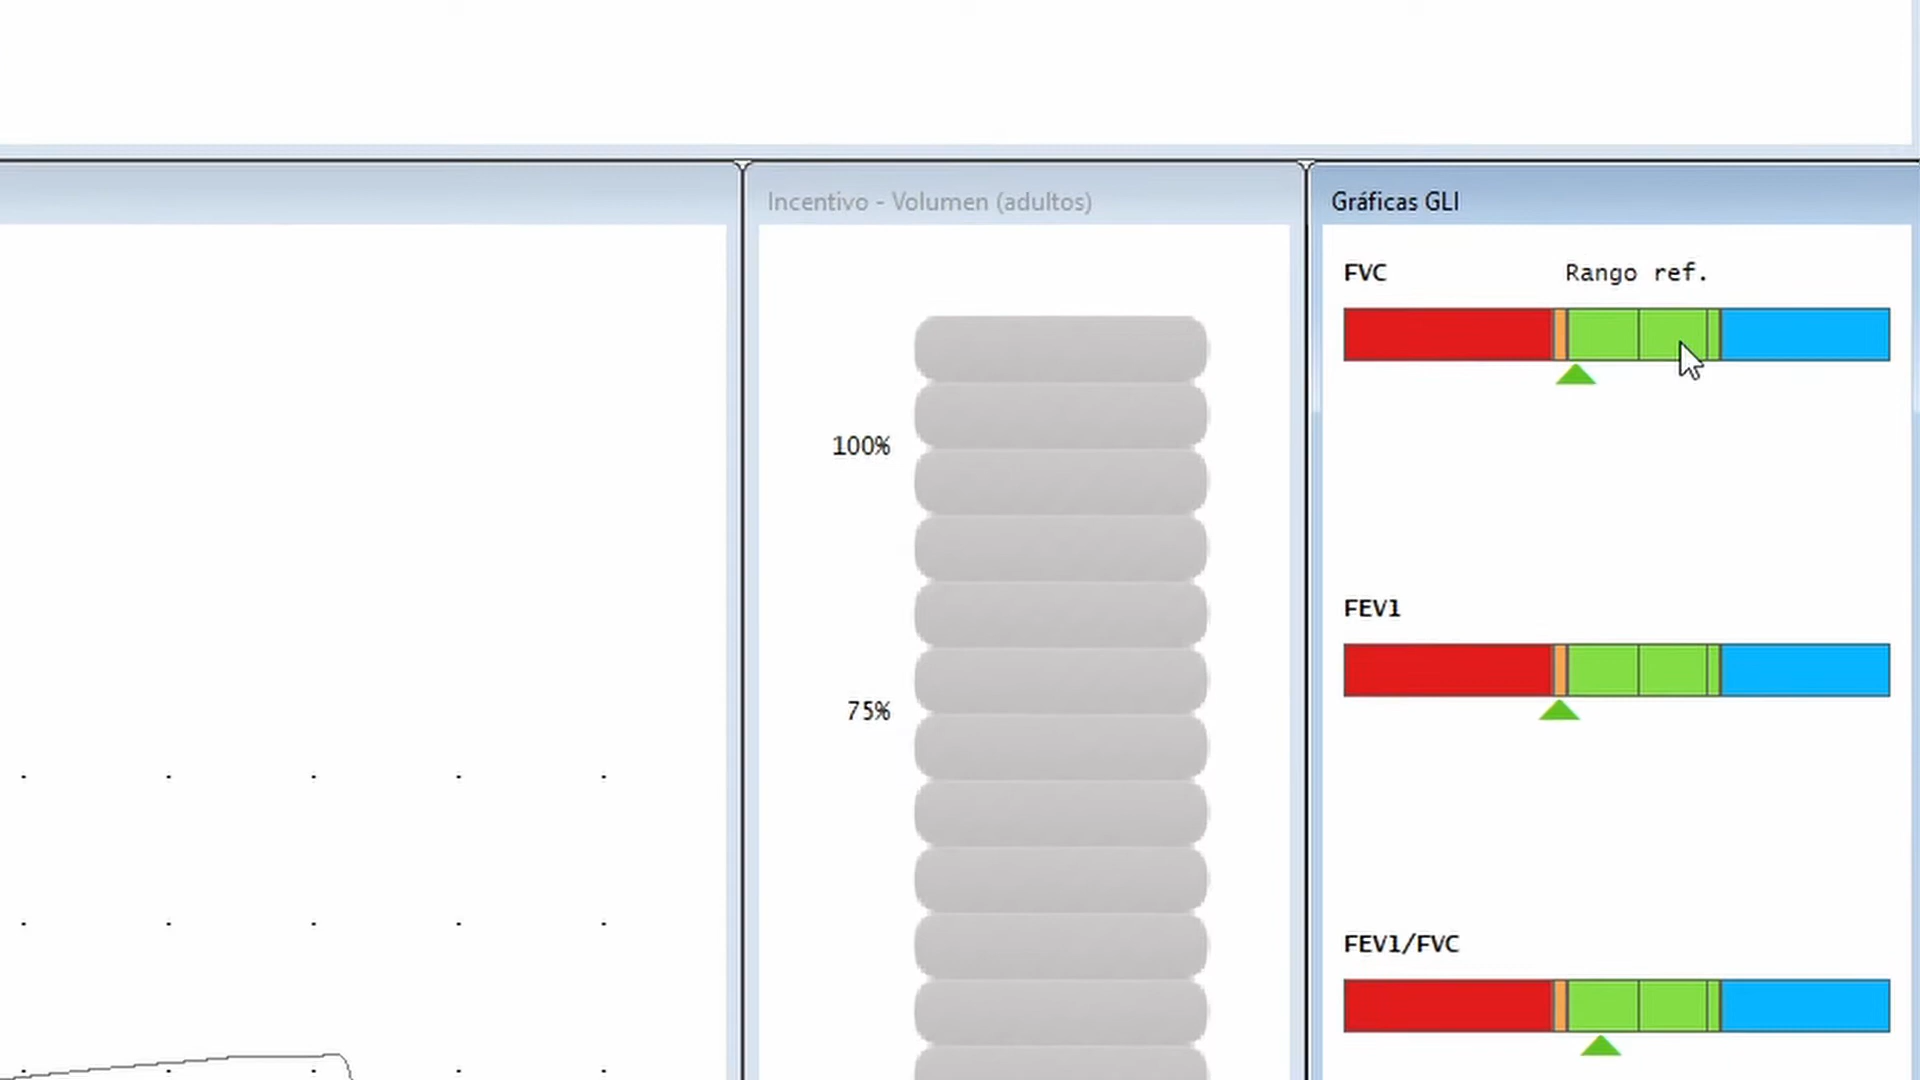 Incentivo - Volumen (adultos)
100%
75%
Gráficas GLI
FVC
Rango ref.
FEV1
FEV1/FVC